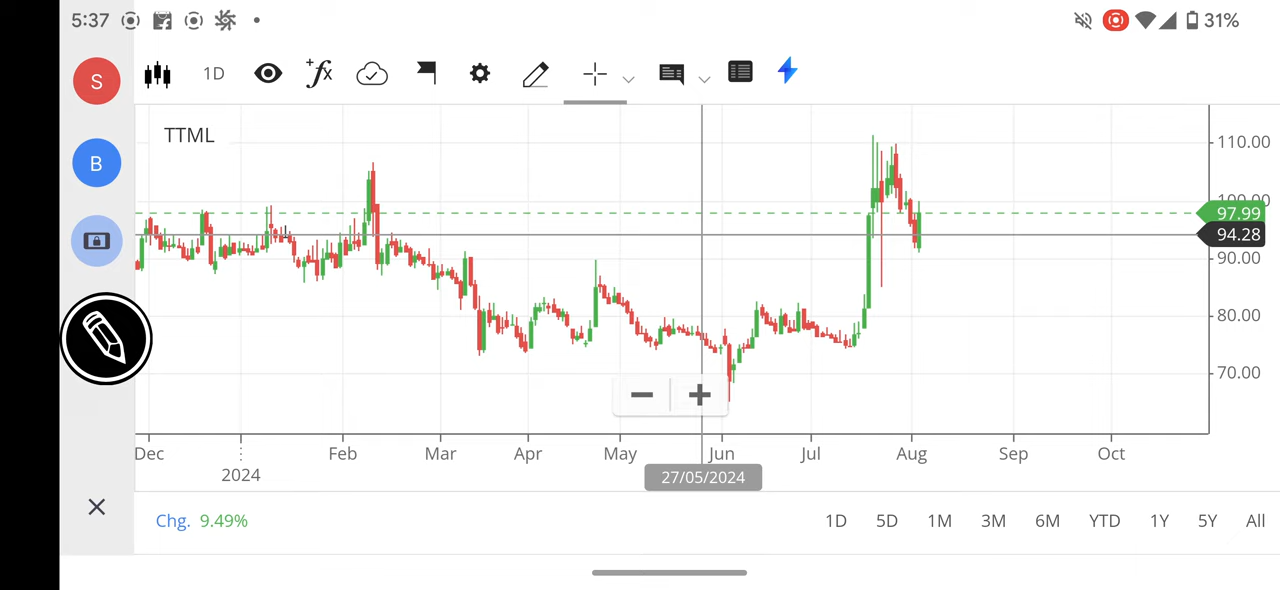 5:37
31%
S
1D
+fx
TTML
B
110.00
100.00
97.99
94.28
90.00
80.00
70.00
Dec
Feb
Mar
Apr
May
Jun
Jul
Aug
Sep
Oct
2024
27/05/2024
Chg. 9.49%
1D 5D 1M 3M 6M YTD 1Y 5Y All